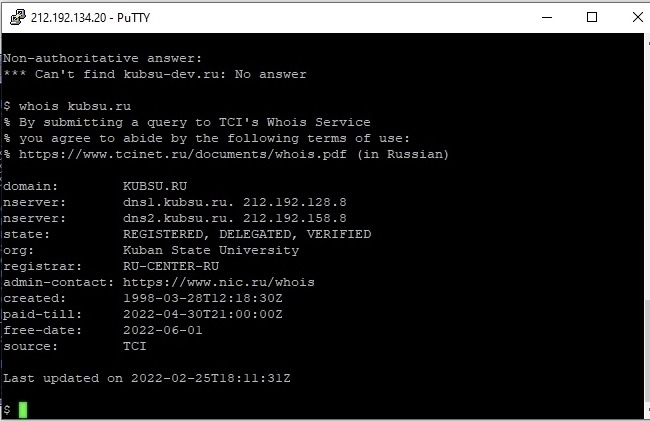 212.192.134.20 - PuTTY
Non-authoritative answer:
*** Can't find kubsu-dev.ru: No answer
$ whois kubsu.ru
% By submitting a query to TCI's Whois Service
% you agree to abide by the following terms of use:
% https://www.tcinet.ru/documents/whois.pdf (in Russian)
domain:        KUBSU.RU
nserver:       dns1.kubsu.ru. 212.192.128.8
nserver:       dns2.kubsu.ru. 212.192.158.8
state:         REGISTERED, DELEGATED, VERIFIED
org:           Kuban State University
registrar:     RU-CENTER-RU
admin-contact: https://www.nic.ru/whois
created:       1998-03-28T12:18:30Z
paid-till:     2022-04-30T21:00:00Z
free-date:     2022-06-01
source:        TCI
Last updated on 2022-02-25T18:11:31Z
$